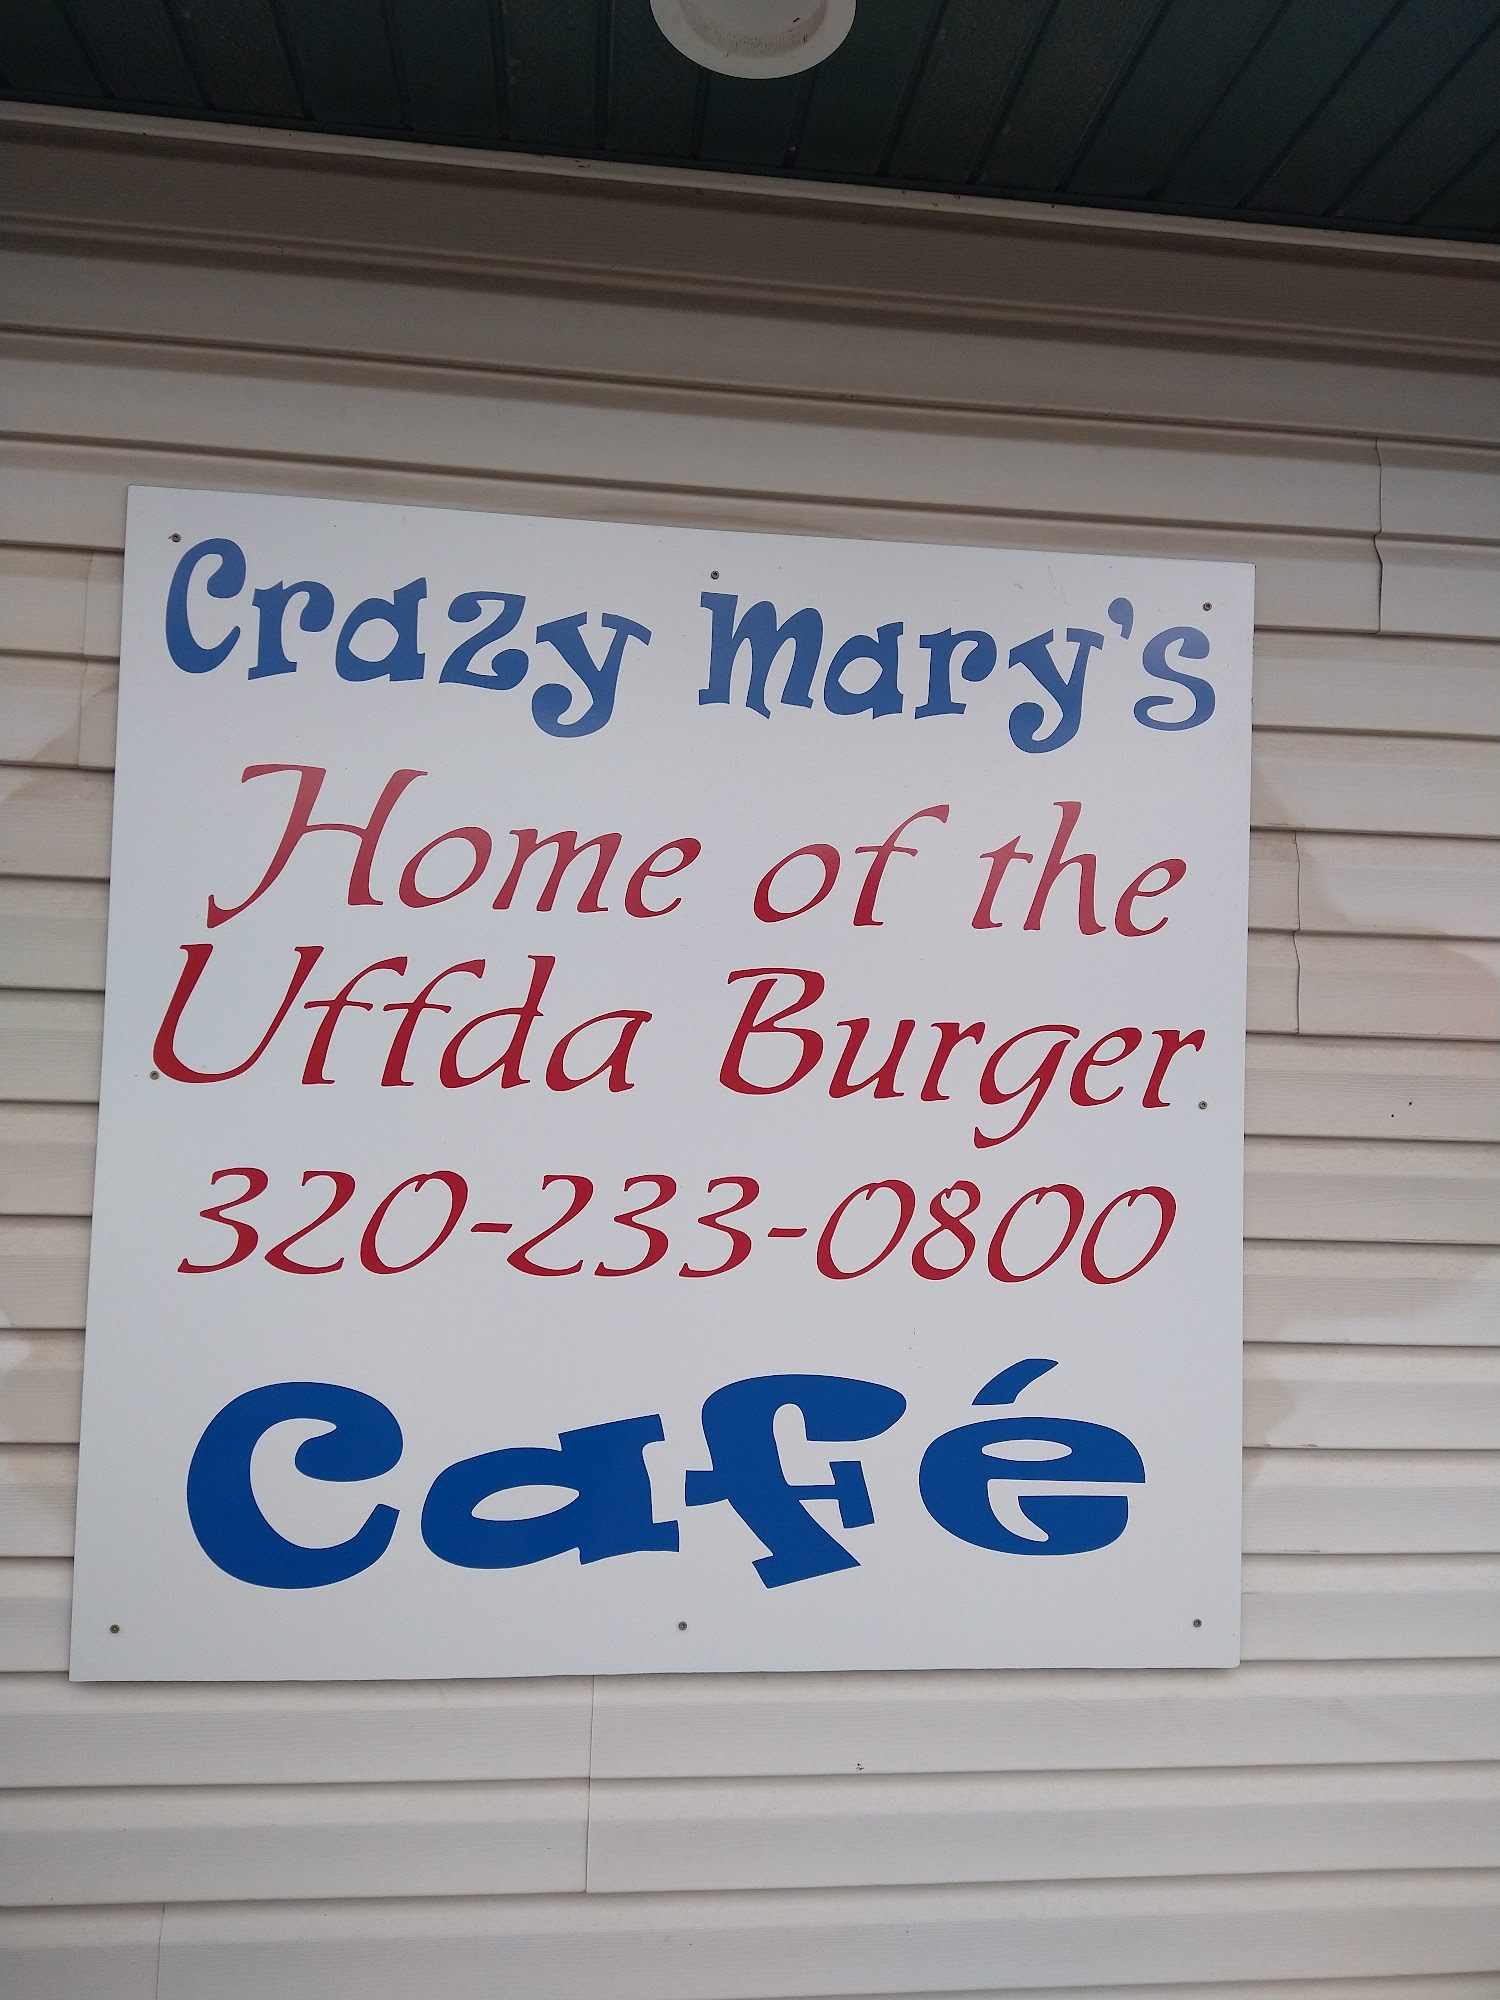 Crazy Mary's
Home of the
Uffda Burger
320-233-0800
Café